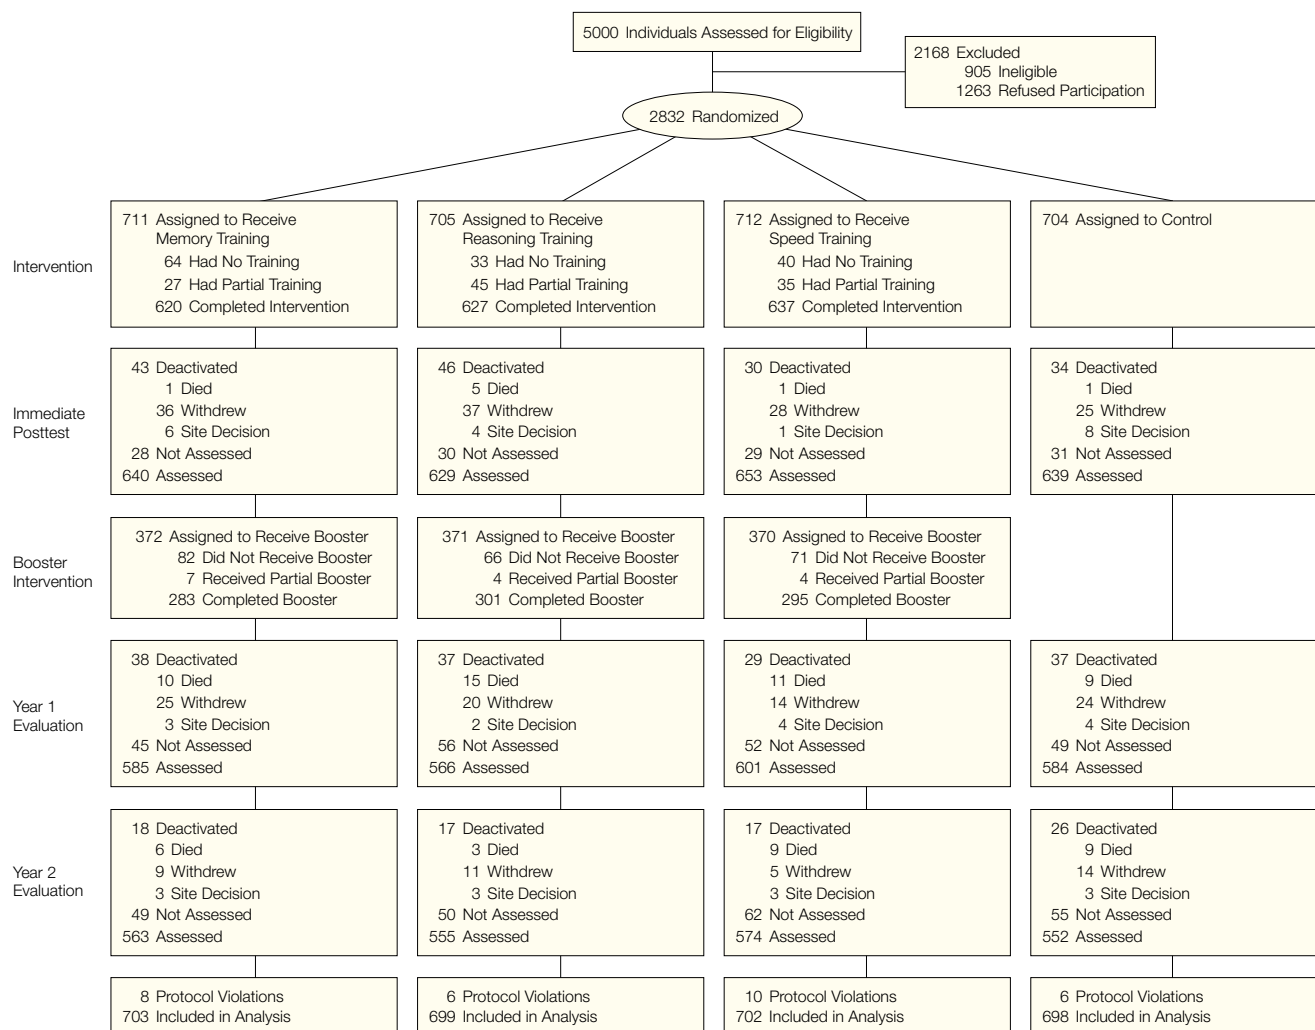 5000 Individuals Assessed for Eligibility
2168 Excluded
905 Ineligible
1263 Refused Participation
2832 Randomized
Intervention
711 Assigned to Receive
Memory Training
64 Had No Training
27 Had Partial Training
620 Completed Intervention
705 Assigned to Receive
Reasoning Training
33 Had No Training
45 Had Partial Training
627 Completed Intervention
712 Assigned to Receive
Speed Training
40 Had No Training
35 Had Partial Training
637 Completed Intervention
704 Assigned to Control
Immediate
Posttest
43 Deactivated
1 Died
36 Withdrew
6 Site Decision
28 Not Assessed
640 Assessed
46 Deactivated
5 Died
37 Withdrew
4 Site Decision
30 Not Assessed
629 Assessed
30 Deactivated
1 Died
28 Withdrew
1 Site Decision
29 Not Assessed
653 Assessed
34 Deactivated
1 Died
25 Withdrew
8 Site Decision
31 Not Assessed
639 Assessed
Booster
Intervention
372 Assigned to Receive Booster
82 Did Not Receive Booster
7 Received Partial Booster
283 Completed Booster
371 Assigned to Receive Booster
66 Did Not Receive Booster
4 Received Partial Booster
301 Completed Booster
370 Assigned to Receive Booster
71 Did Not Receive Booster
4 Received Partial Booster
295 Completed Booster
Year 1
Evaluation
38 Deactivated
10 Died
25 Withdrew
3 Site Decision
45 Not Assessed
585 Assessed
37 Deactivated
15 Died
20 Withdrew
2 Site Decision
56 Not Assessed
566 Assessed
29 Deactivated
11 Died
14 Withdrew
4 Site Decision
52 Not Assessed
601 Assessed
37 Deactivated
9 Died
24 Withdrew
4 Site Decision
49 Not Assessed
584 Assessed
Year 2
Evaluation
18 Deactivated
6 Died
9 Withdrew
3 Site Decision
49 Not Assessed
563 Assessed
17 Deactivated
3 Died
11 Withdrew
3 Site Decision
50 Not Assessed
555 Assessed
17 Deactivated
9 Died
5 Withdrew
3 Site Decision
62 Not Assessed
574 Assessed
26 Deactivated
9 Died
14 Withdrew
3 Site Decision
55 Not Assessed
552 Assessed
8 Protocol Violations
703 Included in Analysis
6 Protocol Violations
699 Included in Analysis
10 Protocol Violations
702 Included in Analysis
6 Protocol Violations
698 Included in Analysis